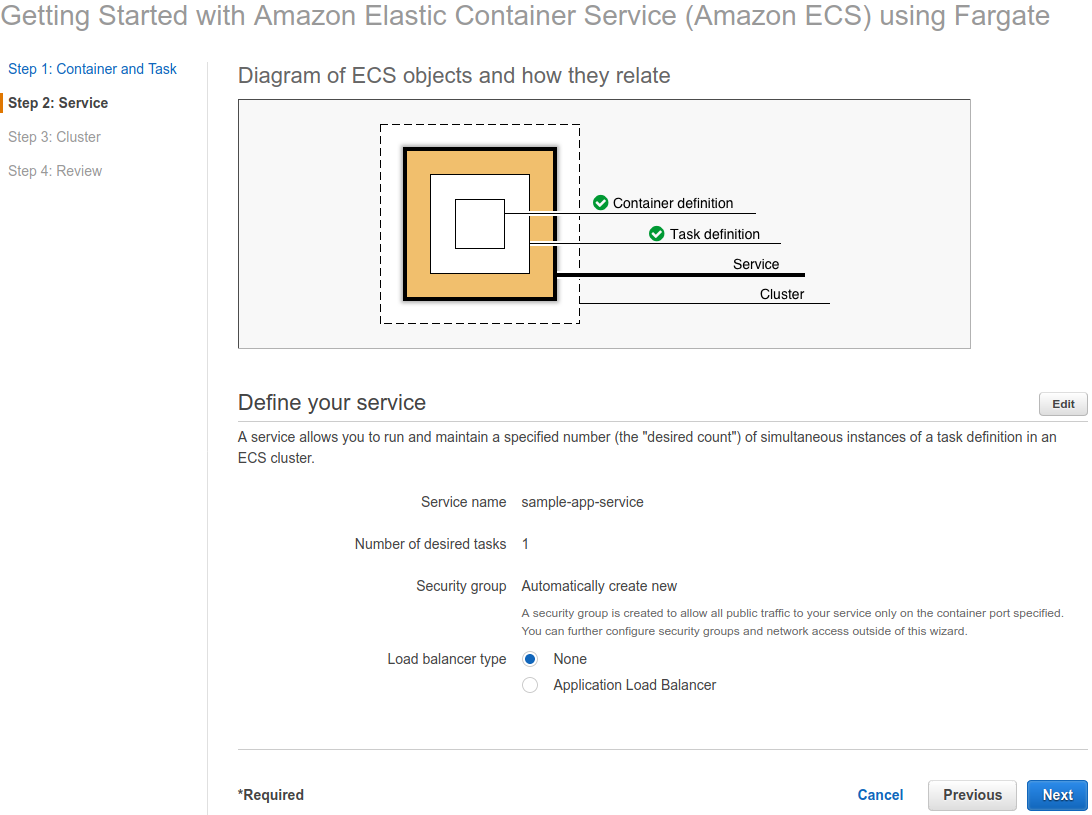 Getting Started with Amazon Elastic Container Service (Amazon ECS) using Fargate
Step 1: Container and Task
Step 2: Service
Step 3: Cluster
Step 4: Review
Diagram of ECS objects and how they relate
Container definition
Task definition
Service
Cluster
Define your service
Edit
A service allows you to run and maintain a specified number (the "desired count") of simultaneous instances of a task definition in an
ECS cluster.
Service name sample-app-service
Number of desired tasks 1
Security group Automatically create new
A security group is created to allow all public traffic to your service only on the container port specified.
You can further configure security groups and network access outside of this wizard.
Load balancer type None
Application Load Balancer
*Required
Cancel Previous Next